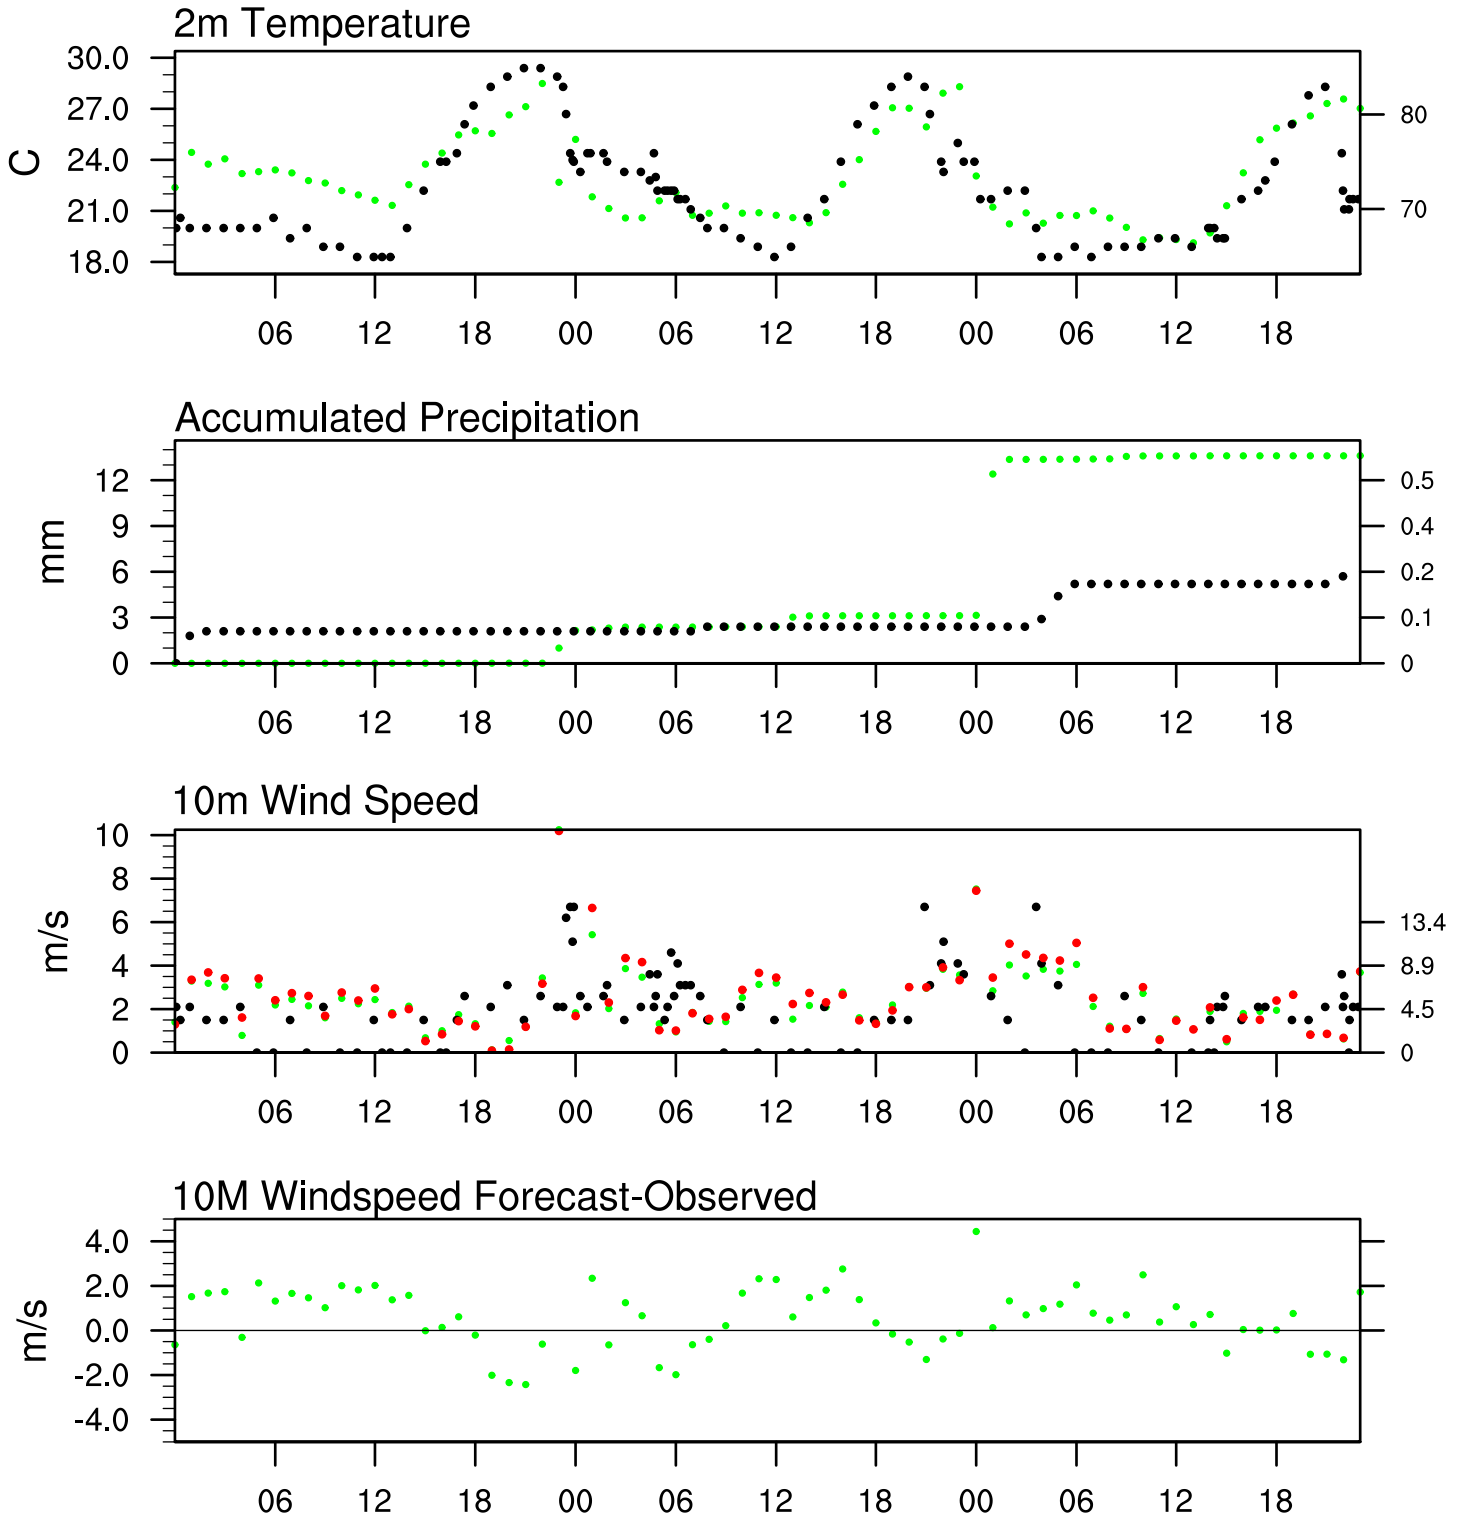 2m Temperature
30.0
27.0
24.0
21.0
18.0
C
80
70
06 12 18 00 06 12 18 00 06 12 18
Accumulated Precipitation
12
9
6
3
0
mm
0.5
0.4
0.2
0.1
0
06 12 18 00 06 12 18 00 06 12 18
10m Wind Speed
10
8
6
4
2
0
m/s
13.4
8.9
4.5
0
06 12 18 00 06 12 18 00 06 12 18
10M Windspeed Forecast-Observed
4.0
2.0
0.0
-2.0
-4.0
m/s
06 12 18 00 06 12 18 00 06 12 18